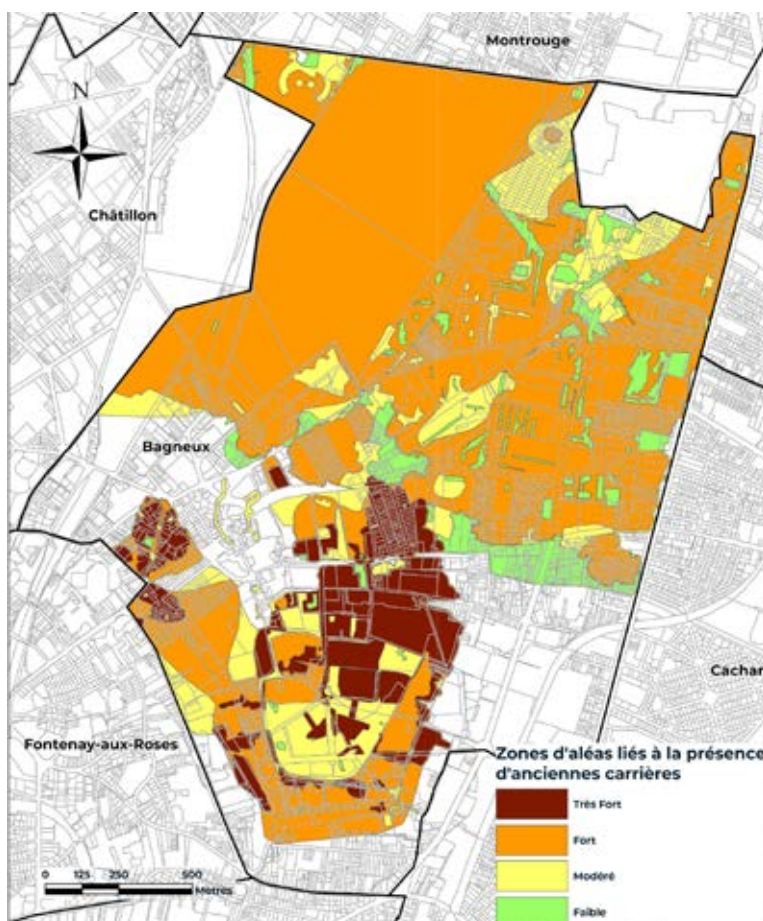 Montrouge
N
Châtillon
Bagneux
Cachan
Fontenay-aux-Roses
Zones d'aléas liés à la présence
d'anciennes carrières
Très Fort
Fort
Modéré
Faible
0 125 250 500
Metrès